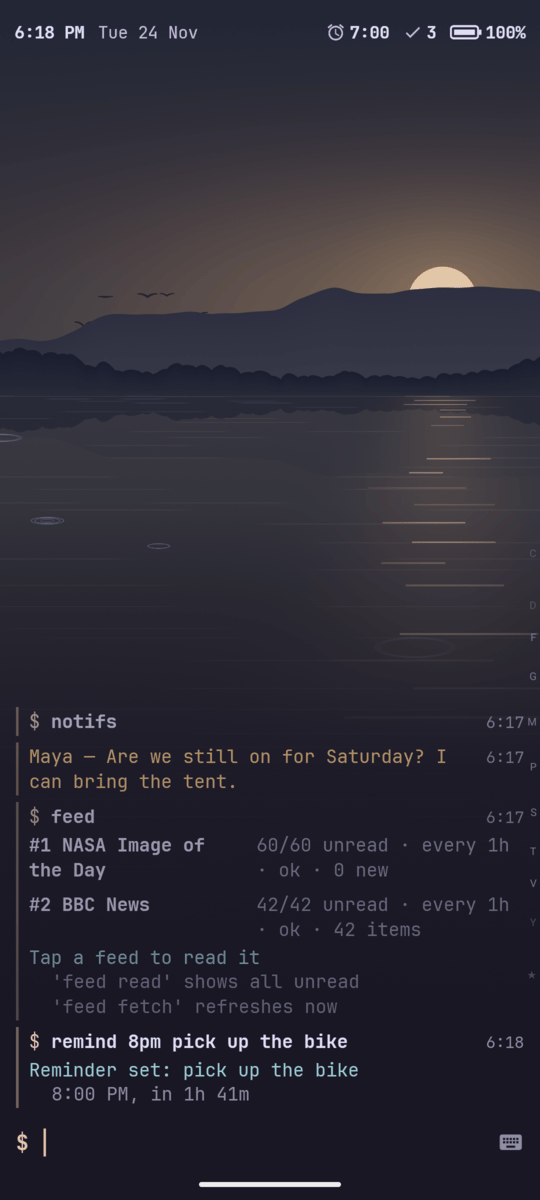 6:18 PM Tue 24 Nov 7:00 3 100%
C
D
F
G
$ notifs 6:17 M
Maya — Are we still on for Saturday? I 6:17
can bring the tent.
P
$ feed 6:17 S
#1 NASA Image of 60/60 unread · every 1h
the Day · ok · 0 new
T
V
#2 BBC News 42/42 unread · every 1h
· ok · 42 items
Y
Tap a feed to read it
'feed read' shows all unread
'feed fetch' refreshes now
$ remind 8pm pick up the bike 6:18
Reminder set: pick up the bike
8:00 PM, in 1h 41m
$